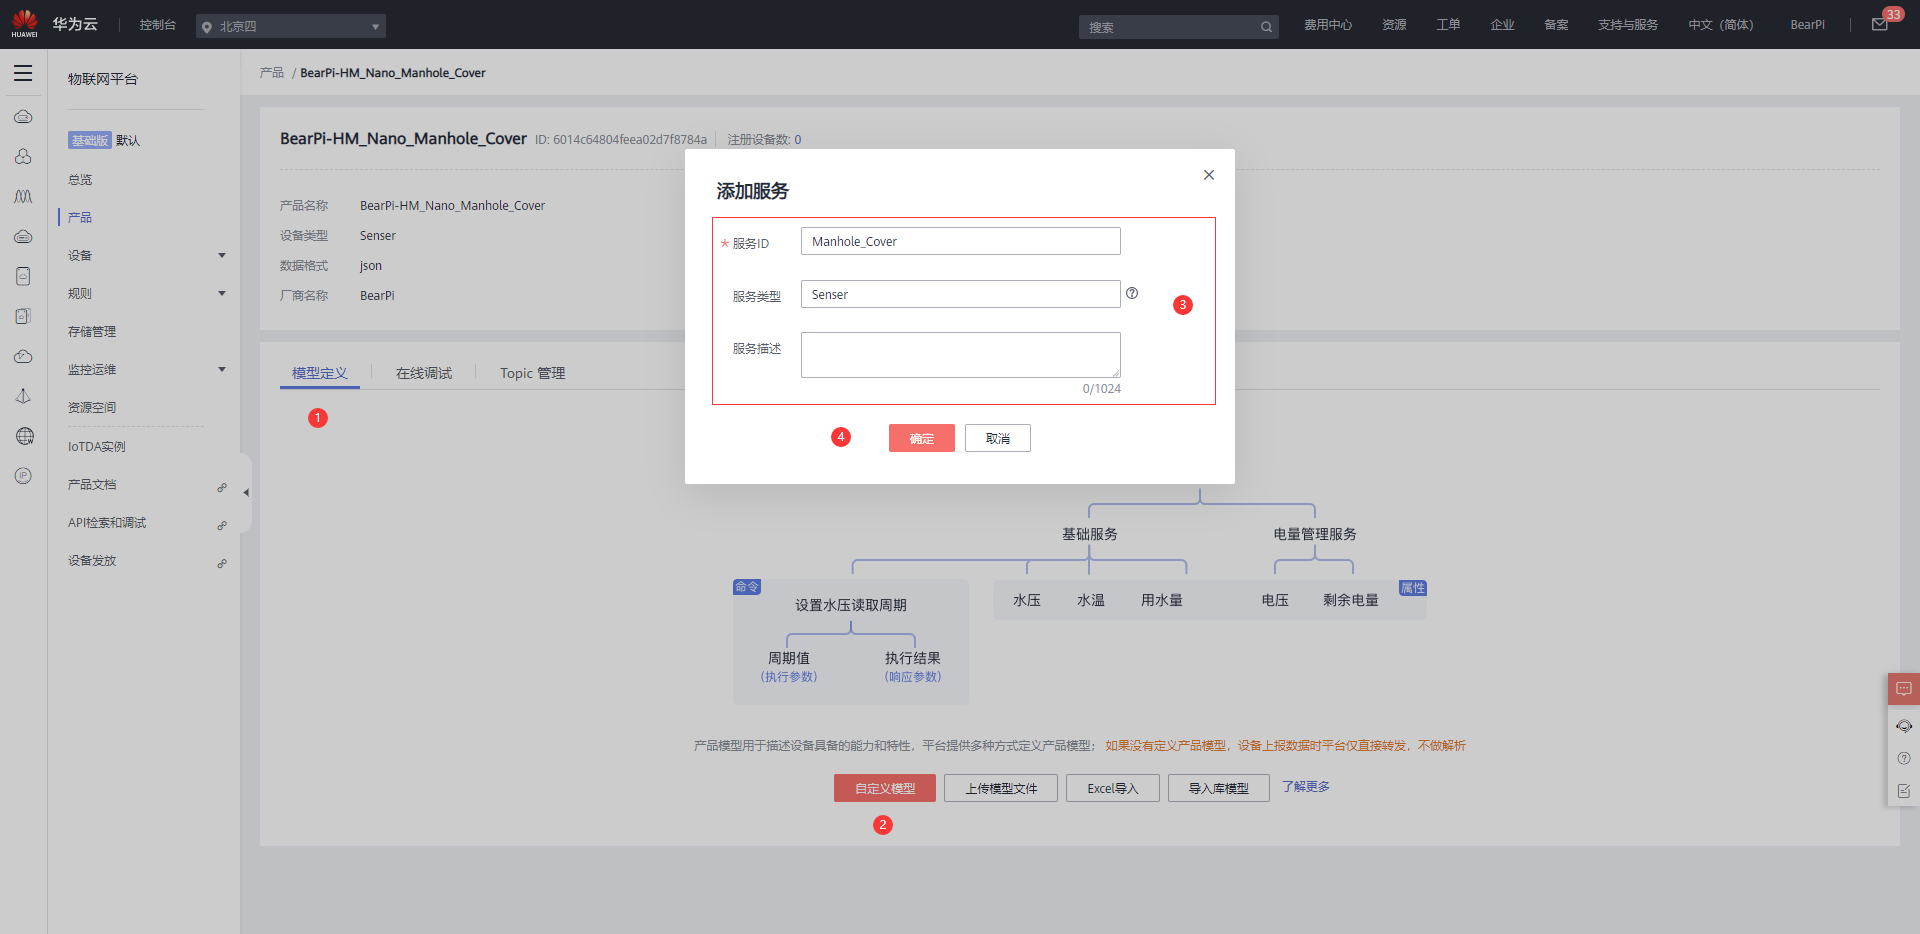 HUAWEI
华为云
控制台
北京四
搜索
费用中心
资源
工单
企业
备案
支持与服务
中文（简体）
BearPi
33
物联网平台
基础版 默认
总览
产品
设备
规则
存储管理
监控运维
资源空间
IoTDA实例
产品文档
API检索和调试
设备发放
IP
产品 / BearPi-HM_Nano_Manhole_Cover
BearPi-HM_Nano_Manhole_Cover ID: 6014c64804feea02d7f8784a 注册设备数: 0
产品名称 BearPi-HM_Nano_Manhole_Cover
设备类型 Senser
数据格式 json
厂商名称 BearPi
模型定义 在线调试 Topic 管理
1
添加服务
* 服务ID Manhole_Cover
服务类型 Senser
3
服务描述
0/1024
4 确定 取消
基础服务 电量管理服务
命令 设置水压读取周期
周期值 执行结果
(执行参数) (响应参数)
水压 水温 用水量 电压 剩余电量 属性
产品模型用于描述设备具备的能力和特性，平台提供多种方式定义产品模型；如果没有定义产品模型，设备上报数据时平台仅直接转发，不做解析
自定义模型 上传模型文件 Excel导入 导入库模型 了解更多
2